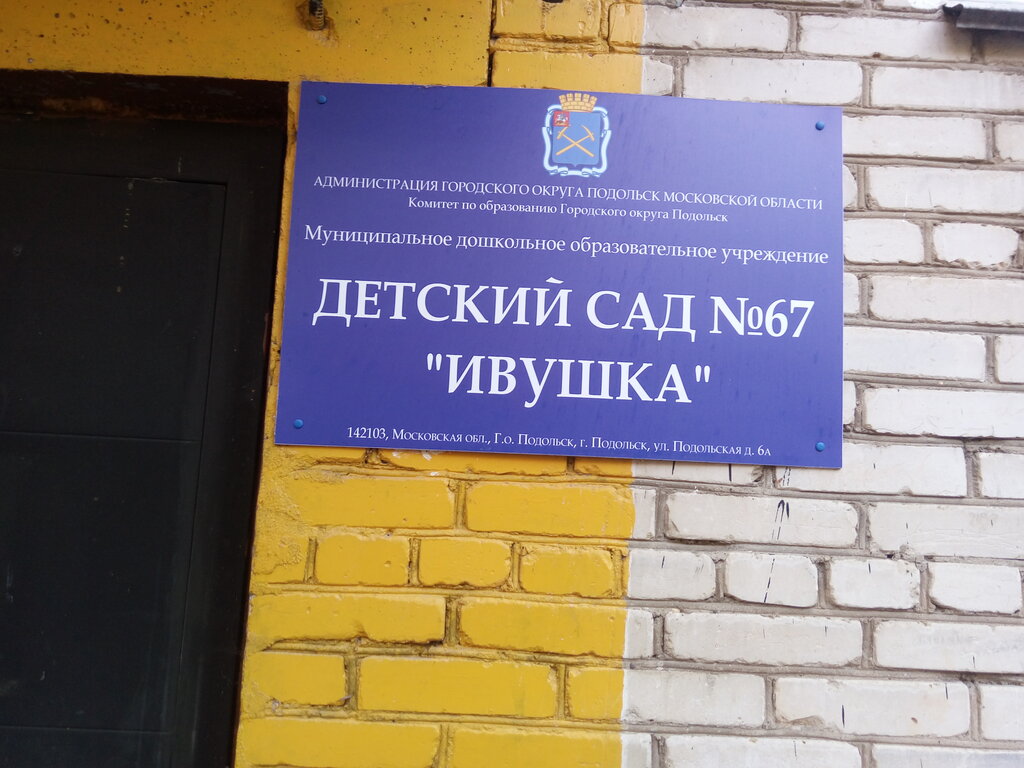 АДМИНИСТРАЦИЯ ГОРОДСКОГО ОКРУГА ПОДОЛЬСК МОСКОВСКОЙ ОБЛАСТИ
Комитет по образованию Городского округа Подольск
Муниципальное дошкольное образовательное учреждение
ДЕТСКИЙ САД №67
"ИВУШКА"
142103, Московская обл., Г.о. Подольск, г. Подольск, ул. Подольская д. 6а